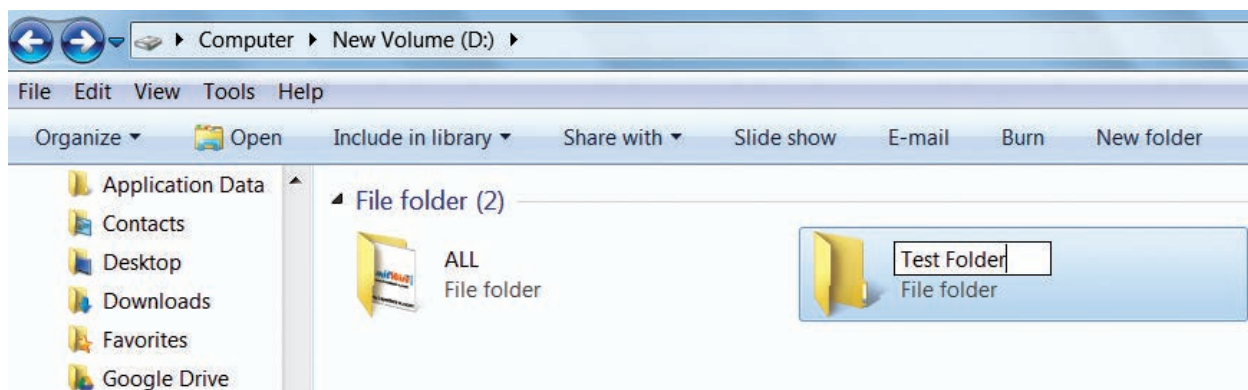 Computer New Volume (D:)
File Edit View Tools Help
Organize Open Include in library Share with Slide show E-mail Burn New folder
Application Data
Contacts
Desktop
Downloads
Favorites
Google Drive
File folder (2)
ALL
File folder
Test Folder
File folder